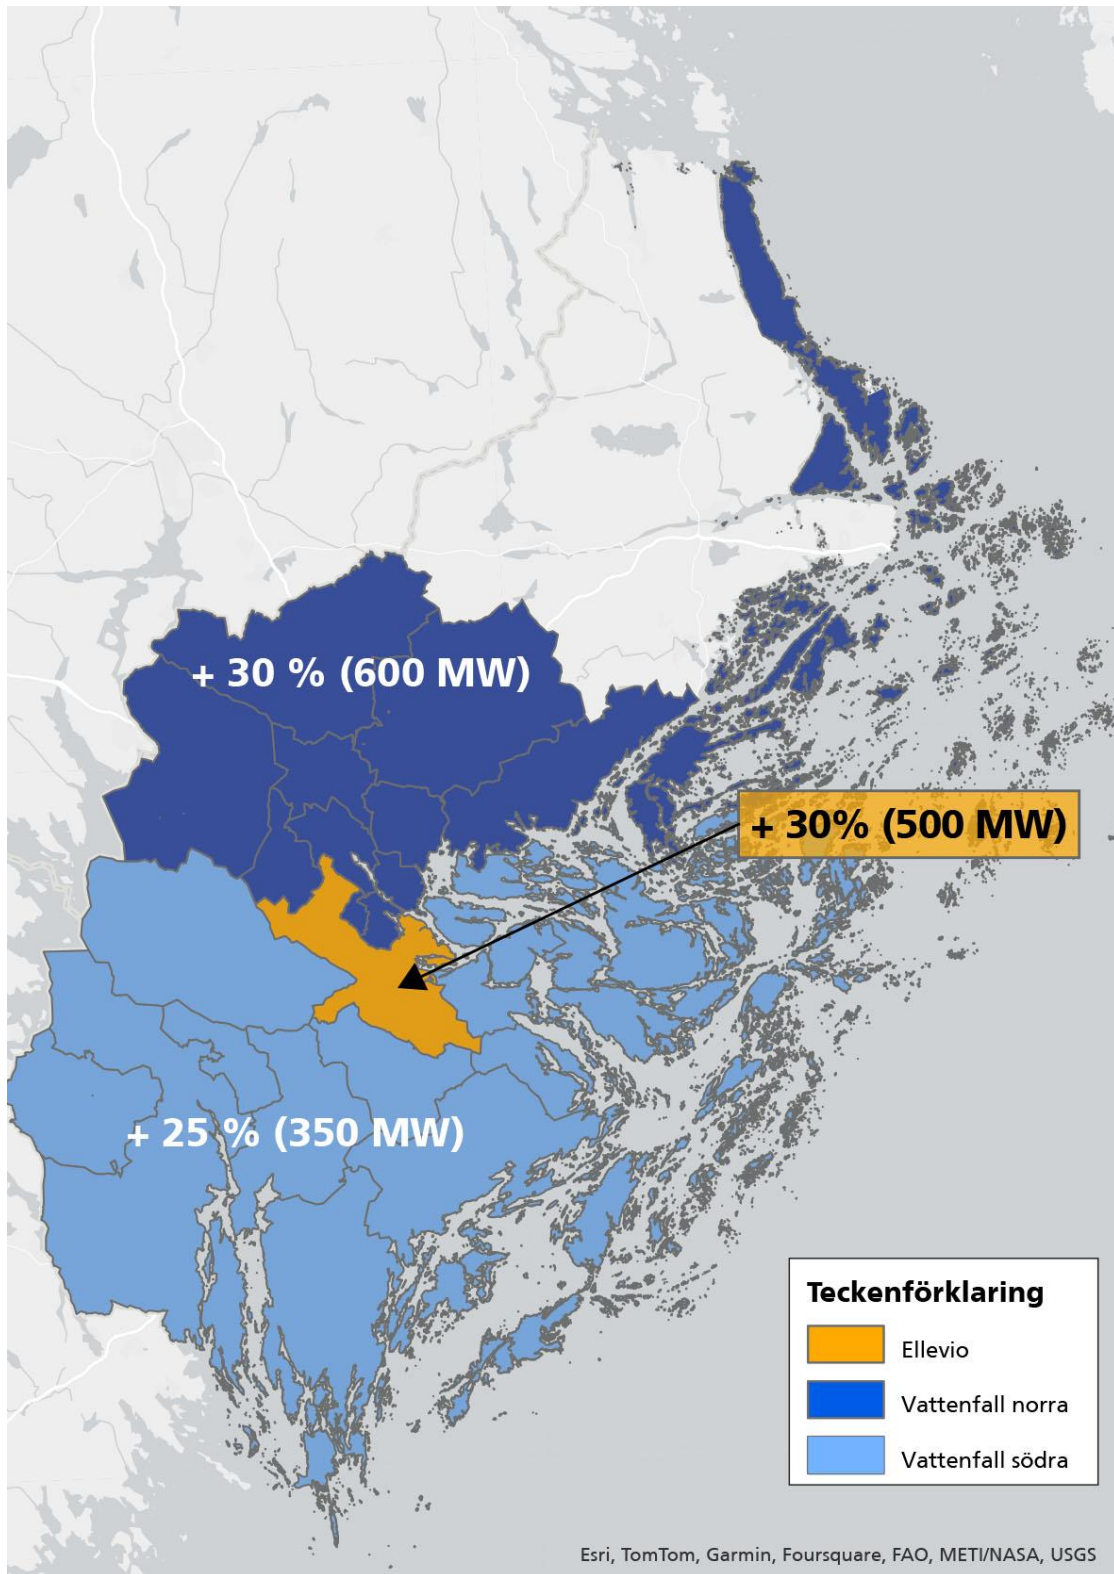 + 30 % (600 MW)
+ 30% (500 MW)
+ 25 % (350 MW)
Teckenförklaring
Ellevio
Vattenfall norra
Vattenfall södra
Esri, TomTom, Garmin, Foursquare, FAO, METI/NASA, USGS